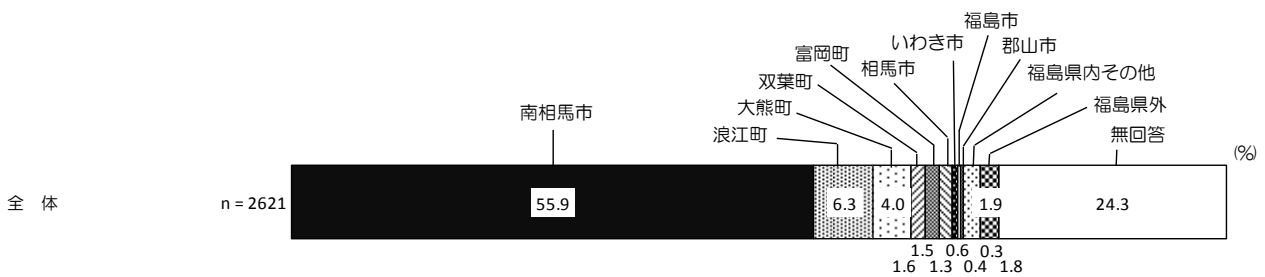 福島市
いわき市 郡山市
富岡町 相馬市 福島県内その他
双葉町
大熊町 福島県外
南相馬市 浪江町 無回答
(%)
全 体 n = 2621 55.9 6.3 4.0 1.9 24.3
1.5 0.6 0.3
1.6 1.3 0.4 1.8